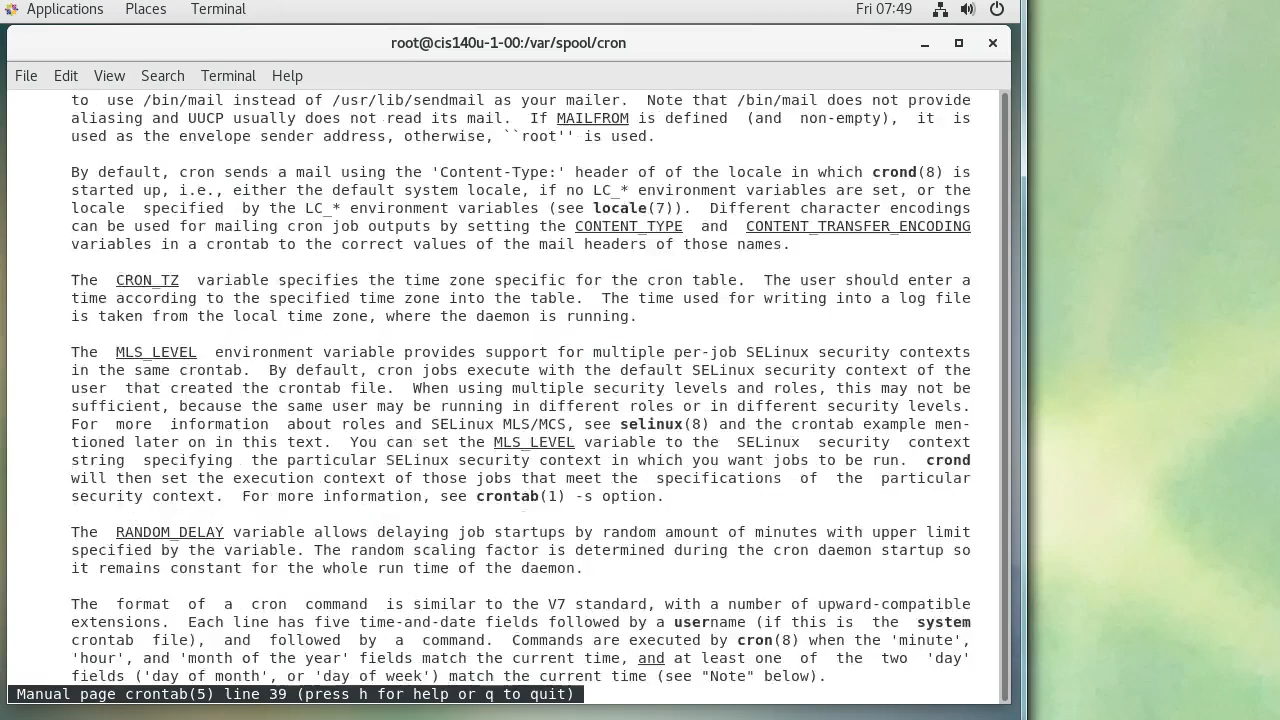 Applications Places Terminal Fri 07:49
root@cis140u-1-00:/var/spool/cron
File Edit View Search Terminal Help
to  use /bin/mail instead of /usr/lib/sendmail as your mailer.  Note that /bin/mail does not provide
aliasing and UUCP usually does not read its mail.  If MAILFROM is defined  (and  non-empty),  it  is
used as the envelope sender address, otherwise, ``root'' is used.
By default, cron sends a mail using the 'Content-Type:' header of of the locale in which crond(8) is
started up, i.e., either the default system locale, if no LC_* environment variables are set, or the
locale  specified  by the LC_* environment variables (see locale(7)).  Different character encodings
can be used for mailing cron job outputs by setting the CONTENT_TYPE  and  CONTENT_TRANSFER_ENCODING
variables in a crontab to the correct values of the mail headers of those names.
The  CRON_TZ  variable specifies the time zone specific for the cron table.  The user should enter a
time according to the specified time zone into the table.  The time used for writing into a log file
is taken from the local time zone, where the daemon is running.
The  MLS_LEVEL  environment variable provides support for multiple per-job SELinux security contexts
in the same crontab.  By default, cron jobs execute with the default SELinux security context of the
user  that created the crontab file.  When using multiple security levels and roles, this may not be
sufficient, because the same user may be running in different roles or in different security levels.
For  more  information  about roles and SELinux MLS/MCS, see selinux(8) and the crontab example men-
tioned later on in this text.  You can set the MLS_LEVEL variable to the  SELinux  security  context
string  specifying  the particular SELinux security context in which you want jobs to be run.  crond
will then set the execution context of those jobs that meet the  specifications  of  the  particular
security context.  For more information, see crontab(1) -s option.
The  RANDOM_DELAY variable allows delaying job startups by random amount of minutes with upper limit
specified by the variable. The random scaling factor is determined during the cron daemon startup so
it remains constant for the whole run time of the daemon.
The  format  of  a  cron  command  is similar to the V7 standard, with a number of upward-compatible
extensions.  Each line has five time-and-date fields followed by a username (if this is  the  system
crontab  file),  and  followed  by  a  command.  Commands are executed by cron(8) when the 'minute',
'hour', and 'month of the year' fields match the current time, and at least one  of  the  two  'day'
fields ('day of month', or 'day of week') match the current time (see "Note" below).
Manual page crontab(5) line 39 (press h for help or q to quit)